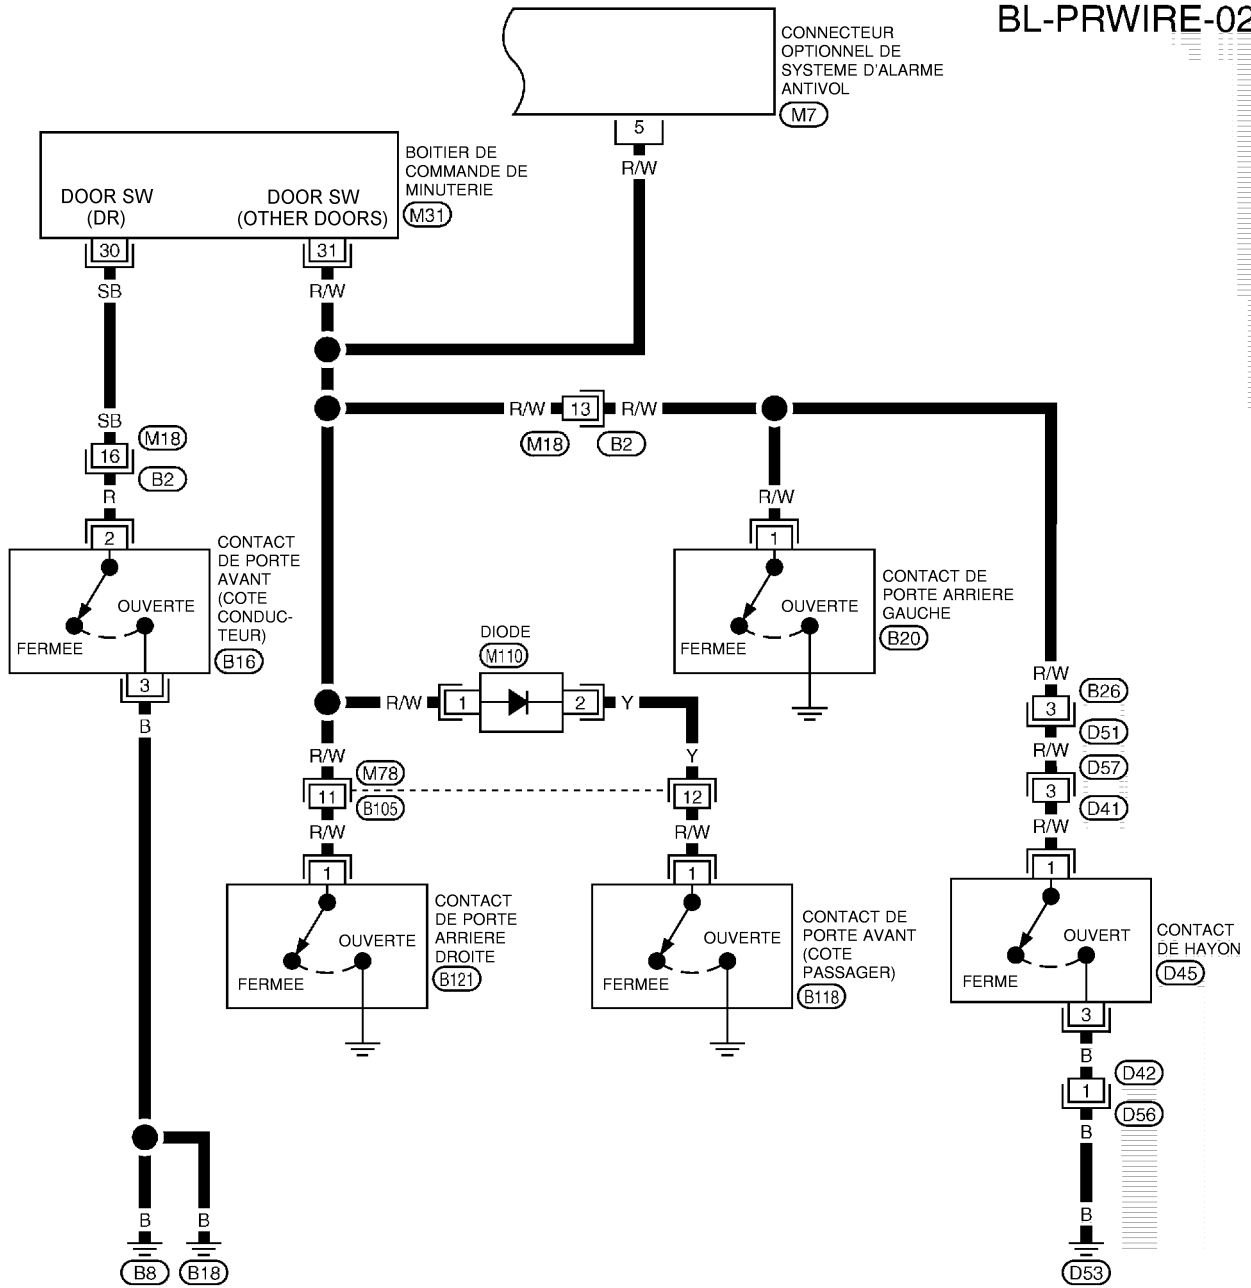 BL-PRWIRE-02
CONNECTEUR
OPTIONNEL DE
SYSTEME D'ALARME
ANTIVOL
M7
5
R/W
BOITIER DE
COMMANDE DE
MINUTERIE
M31
DOOR SW
(DR)
DOOR SW
(OTHER DOORS)
30
31
SB
R/W
SB
M18
16
B2
R
R/W 13 R/W
M18 B2
2
CONTACT
DE PORTE
AVANT
(COTE
CONDUC-
TEUR)
B16
OUVERTE
FERMEE
3
B
R/W
1
CONTACT DE
PORTE ARRIERE
GAUCHE
B20
OUVERTE
FERMEE
DIODE
M110
R/W 1 2 Y
R/W
M78
11
B105
R/W
Y
12
R/W
R/W
B26
3
D51
R/W
D57
3
D41
R/W
1
CONTACT
DE PORTE
ARRIERE
DROITE
B121
OUVERTE
FERMEE
1
CONTACT DE
PORTE AVANT
(COTE
PASSAGER)
B118
OUVERTE
FERMEE
1
CONTACT
DE HAYON
D45
OUVERT
FERME
3
B
D42
1
D56
B
B
B
B
B8
B18
D53